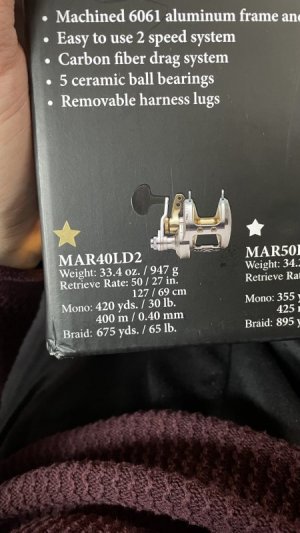 • Machined 6061 aluminum frame
• Easy to use 2 speed system
• Carbon fiber drag system
• 5 ceramic ball bearings
• Removable harness lugs
MAR40LD2
Weight: 33.4 oz. / 947 g
Retrieve Rate: 50 / 27 in.
127 / 69 cm
Mono: 420 yds. / 30 lb.
400 m / 0.40 mm
Braid: 675 yds. / 65 lb.
MAR50
Weight: 34.
Retrieve
Mono: 355
425
Braid: 895